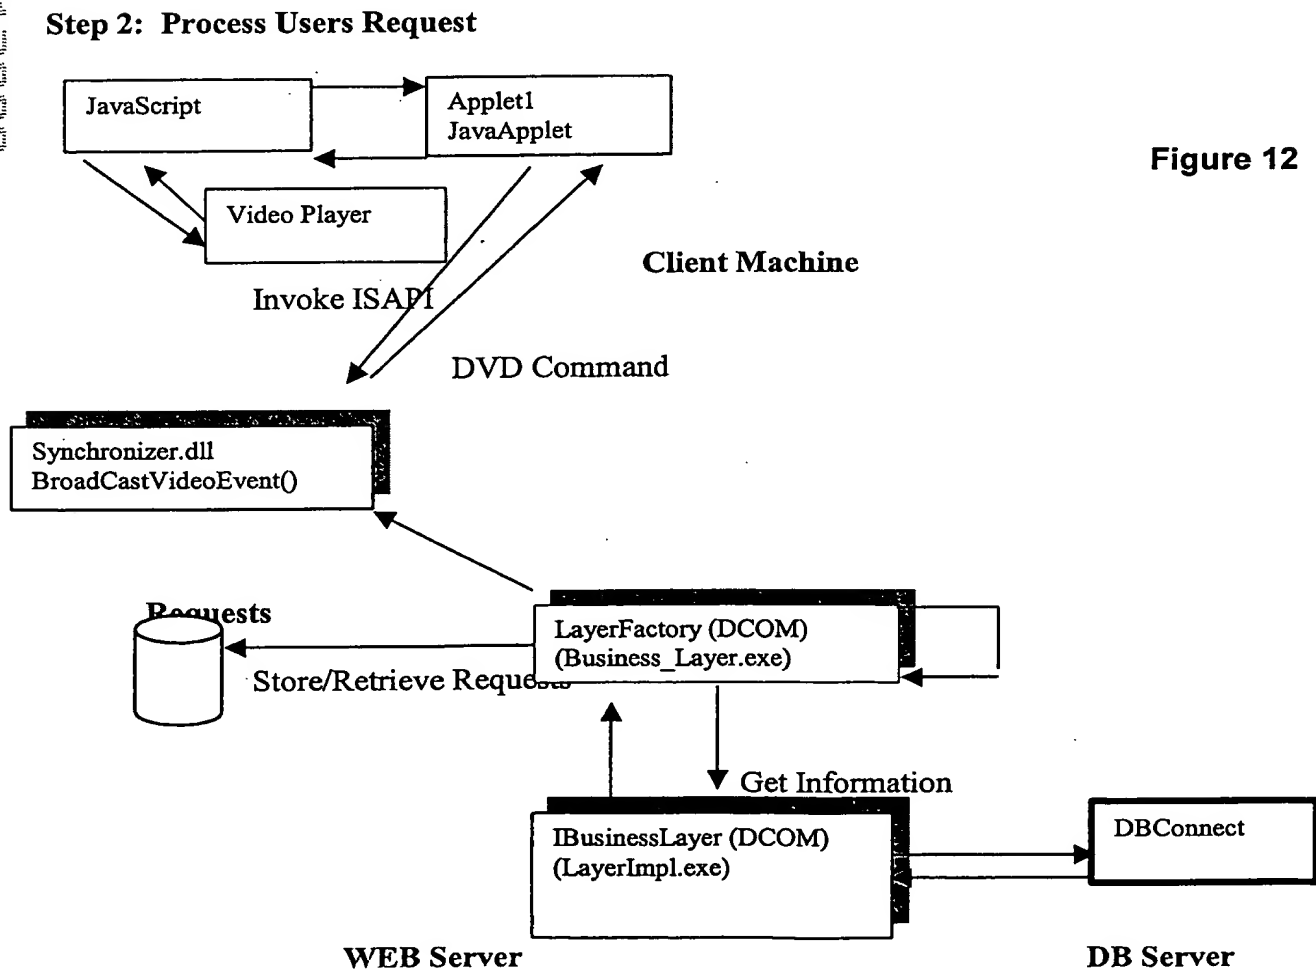 Step 2: Process Users Request
JavaScript
Applet1
JavaApplet
Figure 12
Video Player
Client Machine
Invoke ISAPI
DVD Command
Synchronizer.dll
BroadCastVideoEvent()
Requests
LayerFactory (DCOM)
(Business_Layer.exe)
Store/Retrieve Requests
Get Information
IBusinessLayer (DCOM)
(LayerImpl.exe)
DBConnect
WEB Server
DB Server